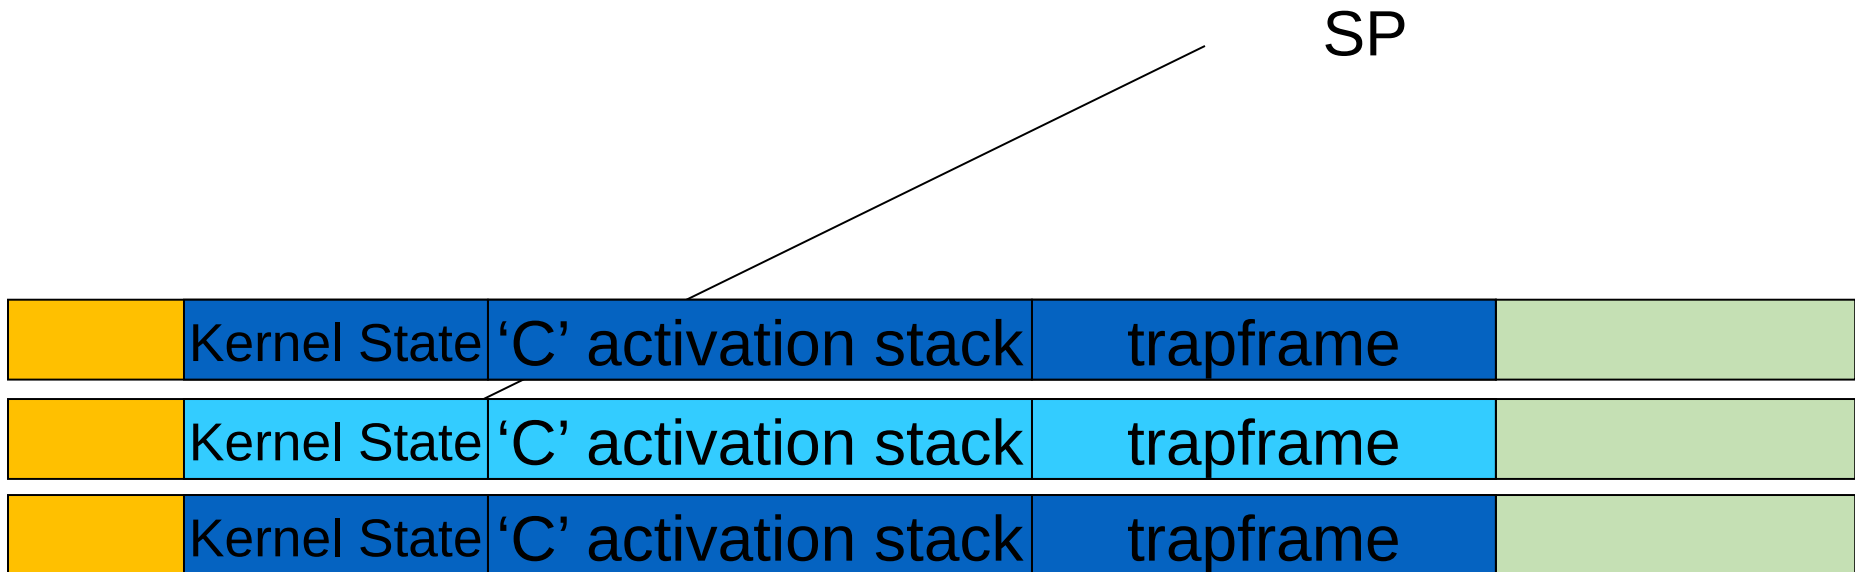 SP
Kernel State ‘C’ activation stack trapframe
Kernel State ‘C’ activation stack trapframe
Kernel State ‘C’ activation stack trapframe